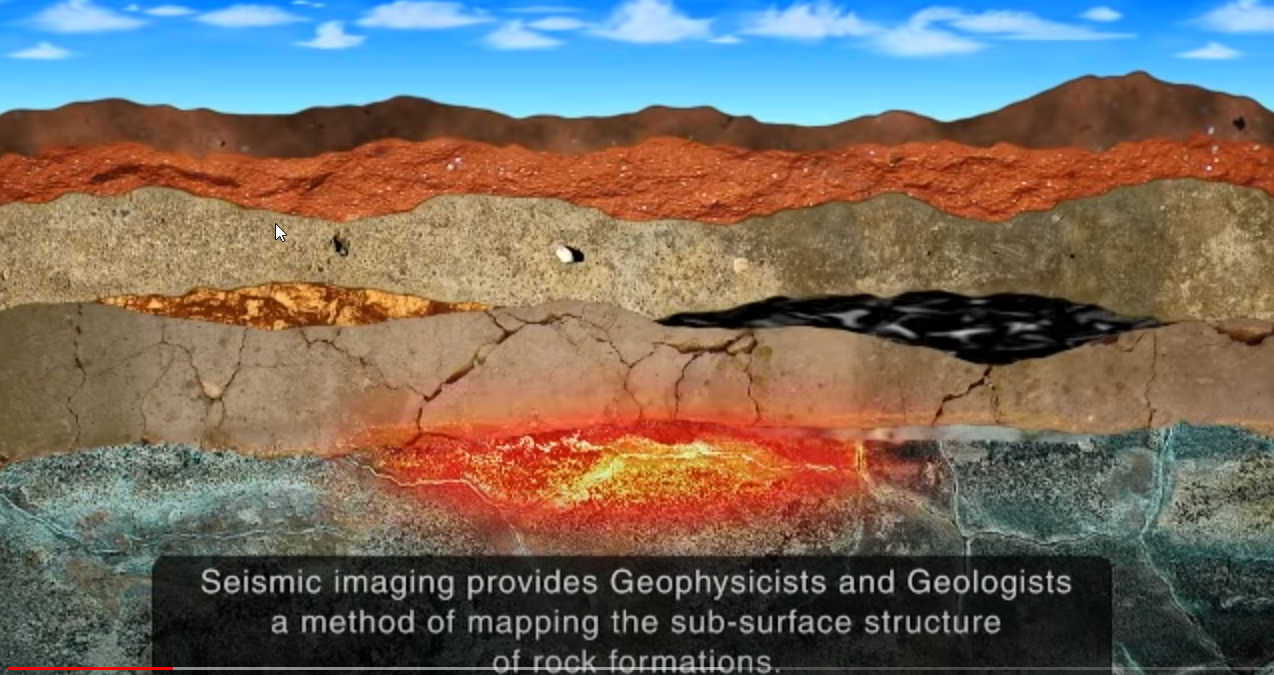 Seismic imaging provides Geophysicists and Geologists
a method of mapping the sub-surface structure
of rock formations.